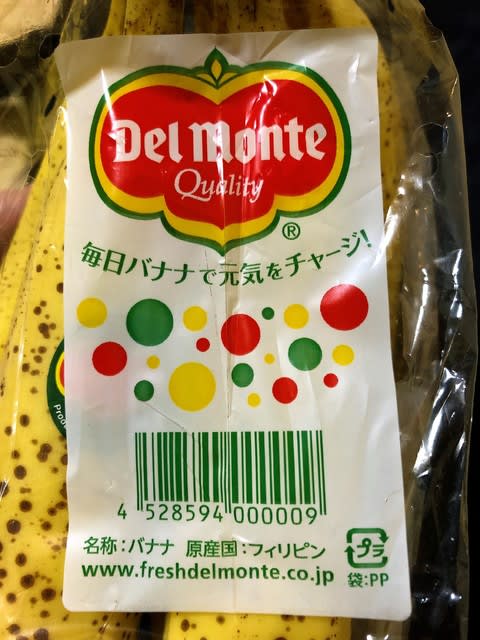 Del Monte
Quality
®
毎日バナナで元気をチャージ!
4 528594 000009
名称:バナナ 原産国:フィリピン
www.freshdelmonte.co.jp
プラ
袋:PP